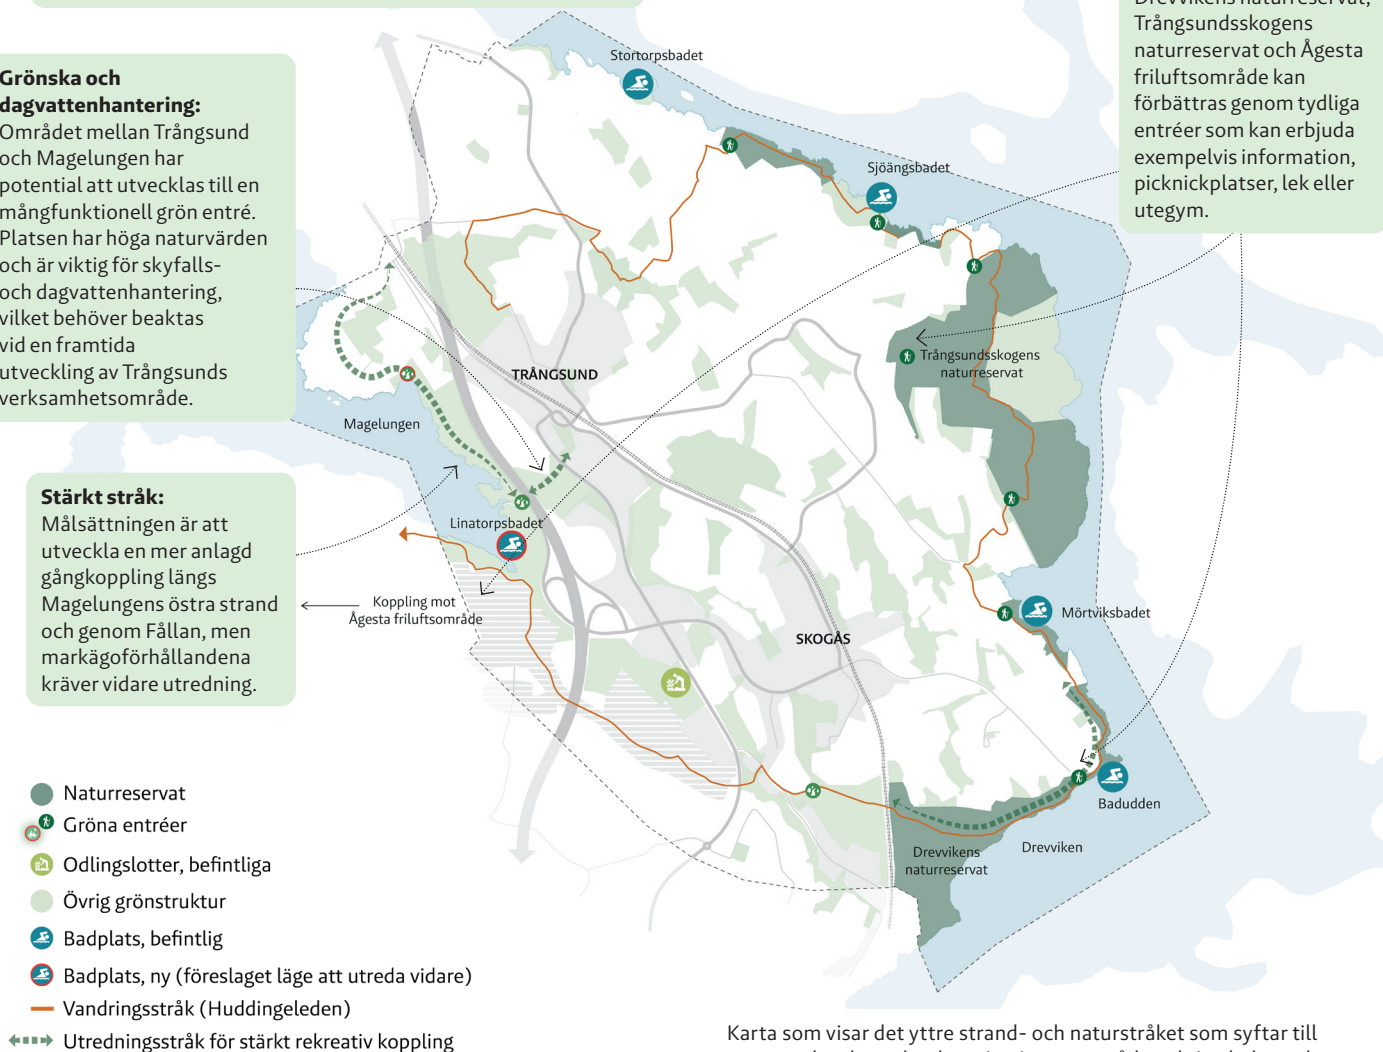 Drevvikens naturreservat,
Trångsundsskogens
naturreservat och Ågesta
friluftsområde kan
förbättras genom tydliga
entréer som kan erbjuda
exempelvis information,
picknickplatser, lek eller
utegym.
Grönska och
dagvattenhantering:
Området mellan Trångsund
och Magelungen har
potential att utvecklas till en
mångfunktionell grön entré.
Platsen har höga naturvärden
och är viktig för skyfalls-
och dagvattenhantering,
vilket behöver beaktas
vid en framtida
utveckling av Trångsunds
verksamhetsområde.
Stärkt stråk:
Målsättningen är att
utveckla en mer anlagd
gångkoppling längs
Magelungens östra strand
och genom Fållan, men
markägoförhållandena
kräver vidare utredning.
Stortorpsbadet
Sjöängsbadet
TRÅNGSUND
Trångsundsskogens
naturreservat
Magelungen
Linatorpsbadet
Koppling mot
Ågesta friluftsområde
SKOGÅS
Mörtviksbadet
Badudden
Drevviken
Drevvikens
naturreservat
Naturreservat
Gröna entréer
Odlingslotter, befintliga
Övrig grönstruktur
Badplats, befintlig
Badplats, ny (föreslaget läge att utreda vidare)
Vandringsstråk (Huddingeleden)
Utredningsstråk för stärkt rekreativ koppling
Karta som visar det yttre strand- och naturstråket som syftar till